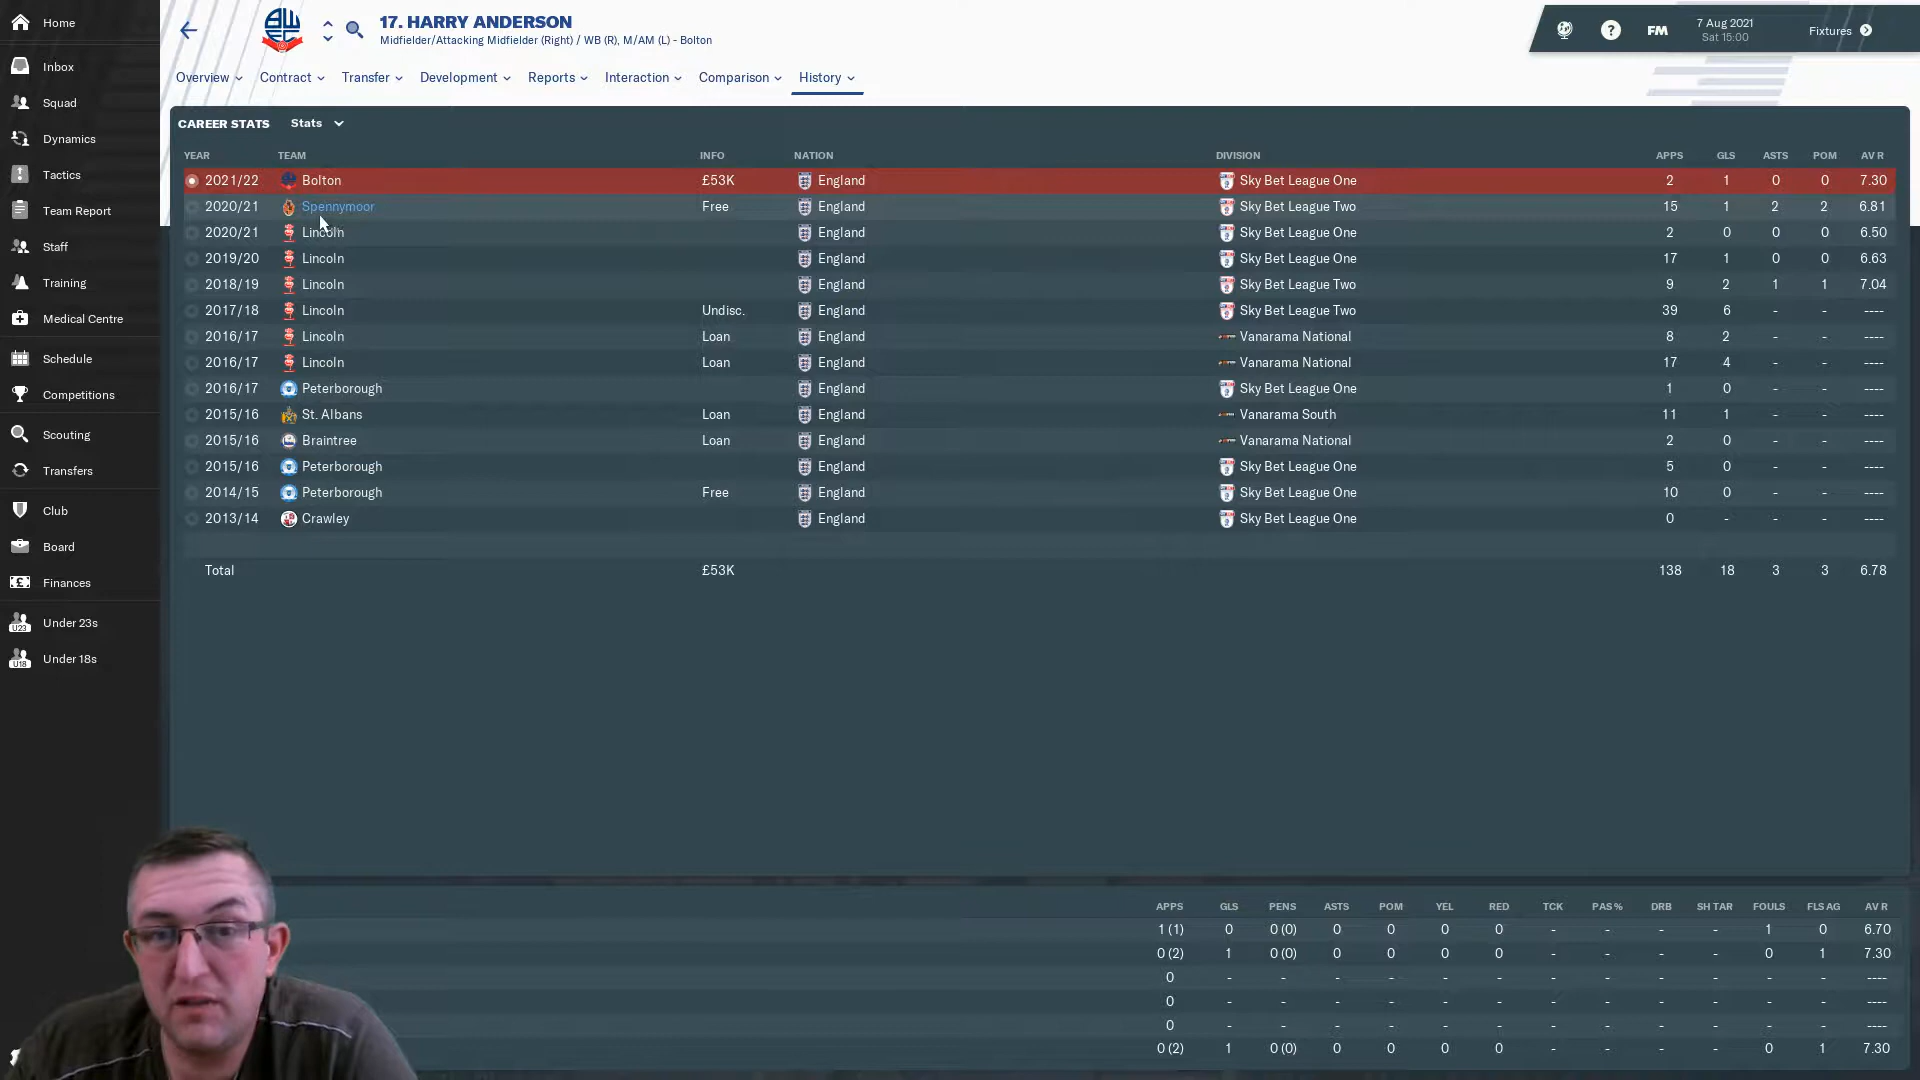 Home
Inbox
Squad
Dynamics
Tactics
Team Report
Staff
Training
Medical Centre
Schedule
Competitions
Scouting
Transfers
Club
Board
Finances
U23 Under 23s
U18 Under 18s
17. HARRY ANDERSON
Midfielder/Attacking Midfielder (Right) / WB (R), M/AM (L) - Bolton
? FM 7 Aug 2021 Fixtures
Sat 15:00
Overview Contract Transfer Development Reports Interaction Comparison History
CAREER STATS Stats
YEAR TEAM INFO NATION DIVISION APPS GLS ASTS POM AV R
2021/22 Bolton £53K England Sky Bet League One 2 1 0 0 7.30
2020/21 Spennymoor Free England Sky Bet League Two 15 1 2 2 6.81
2020/21 Lincoln England Sky Bet League One 2 0 0 0 6.50
2019/20 Lincoln England Sky Bet League One 17 1 0 0 6.63
2018/19 Lincoln England Sky Bet League Two 9 2 1 1 7.04
2017/18 Lincoln Undisc. England Sky Bet League Two 39 6 - - ----
2016/17 Lincoln Loan England Vanarama National 8 2 - - ----
2016/17 Lincoln Loan England Vanarama National 17 4 - - ----
2016/17 Peterborough England Sky Bet League One 1 0 - - ----
2015/16 St. Albans Loan England Vanarama South 11 1 - - ----
2015/16 Braintree Loan England Vanarama National 2 0 - - ----
2015/16 Peterborough England Sky Bet League One 5 0 - - ----
2014/15 Peterborough Free England Sky Bet League One 10 0 - - ----
2013/14 Crawley England Sky Bet League One 0 - - - ----
Total £53K 138 18 3 3 6.78
APPS GLS PENS ASTS POM YEL RED TCK PAS % DRB SH TAR FOULS FLS AG AV R
1 (1) 0 0 (0) 0 0 0 0 - - - - 1 0 6.70
0 (2) 1 0 (0) 0 0 0 0 - - - - 0 1 7.30
0 - - - - - - - - - - - - ----
0 - - - - - - - - - - - - ----
0 - - - - - - - - - - - - ----
0 (2) 1 0 (0) 0 0 0 0 - - - - 0 1 7.30